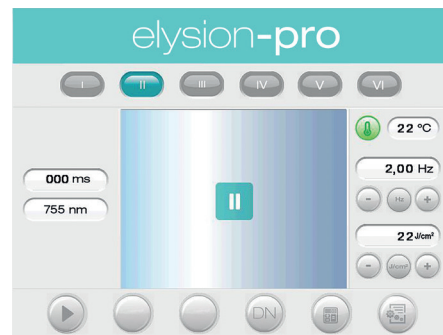 elysion-pro
I II III IV V VI
22 ºC
000 ms
2,00 Hz
755 nm
- Hz +
22 J/cm²
- J/cm² +
DN